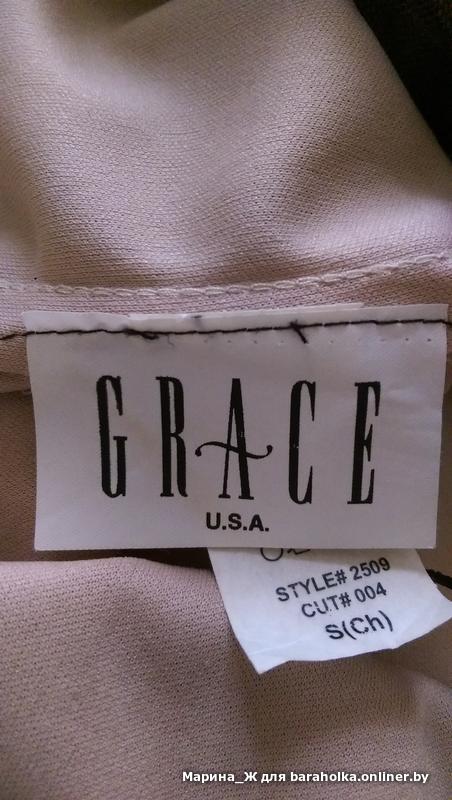 GRACE
U.S.A.
STYLE# 2509
CUT# 004
S(Ch)
Марина_Ж для baraholka.onliner.by